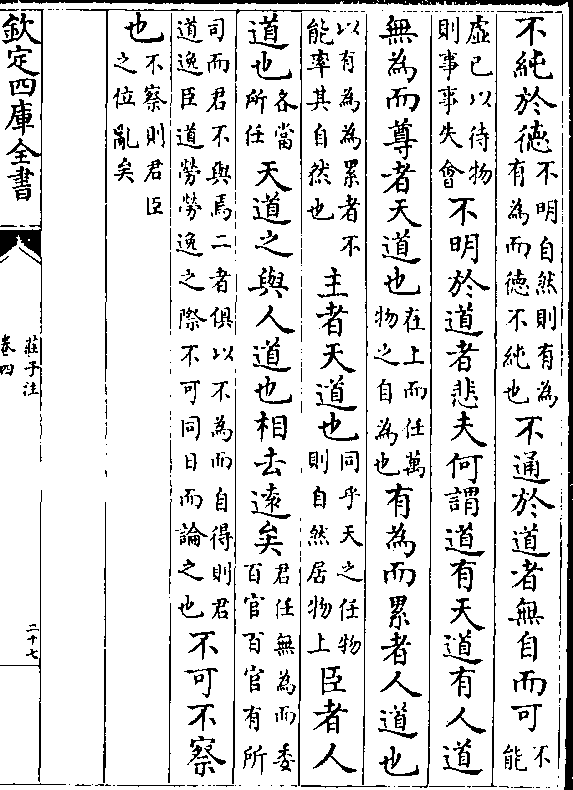 不純於德不明自然則有為有為而德不純也不通於道者無自而可不能
虛已以待物則事事失會不明於道者悲夫何謂道有天道有人道
無為而尊者天道也在上而任萬物之自為也有為而累者人道也
以有為為累者不能率其自然也主者天道也同乎天之任物則自然居物上臣者人
道也各當所任天道之與人道也相去遠矣君任無為而委百官百官有所
司而君不與焉二者俱以不為而自得則君道逸臣道勞勞逸之際不可同日而論之也不可不察
也不察則君臣之位亂矣
欽定四庫全書
莊子注
卷四
二十七